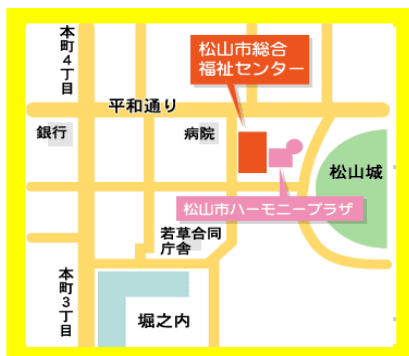 本町4丁目
松山市総合
福祉センター
平和通り
銀行
病院
松山城
松山市ハーモニープラザ
若草合同
庁舎
本町3丁目
堀之内